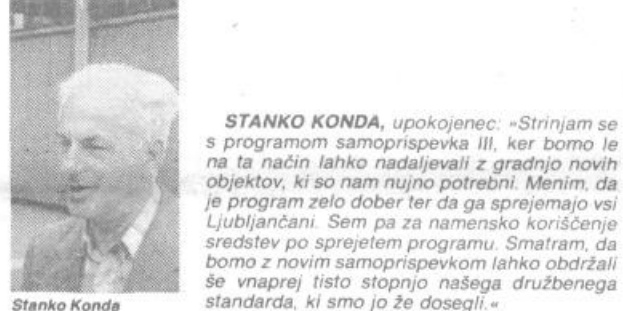 STANKO KONDA, upokojenec: »Strinjam se
s programom samoprispevka III, ker bomo le
na ta način lahko nadaljevali z gradnjo novih
objektov, ki so nam nujno potrebni. Menim, da
je program zelo dober ter da ga sprejemajo vsi
Ljubljančani. Sem pa za namensko koriščenje
sredstev po sprejetem programu. Smatram, da
bomo z novim samoprispevkom lahko obdržali
še vnaprej tisto stopnjo našega družbenega
standarda, ki smo jo že dosegli.«
Stanko Konda